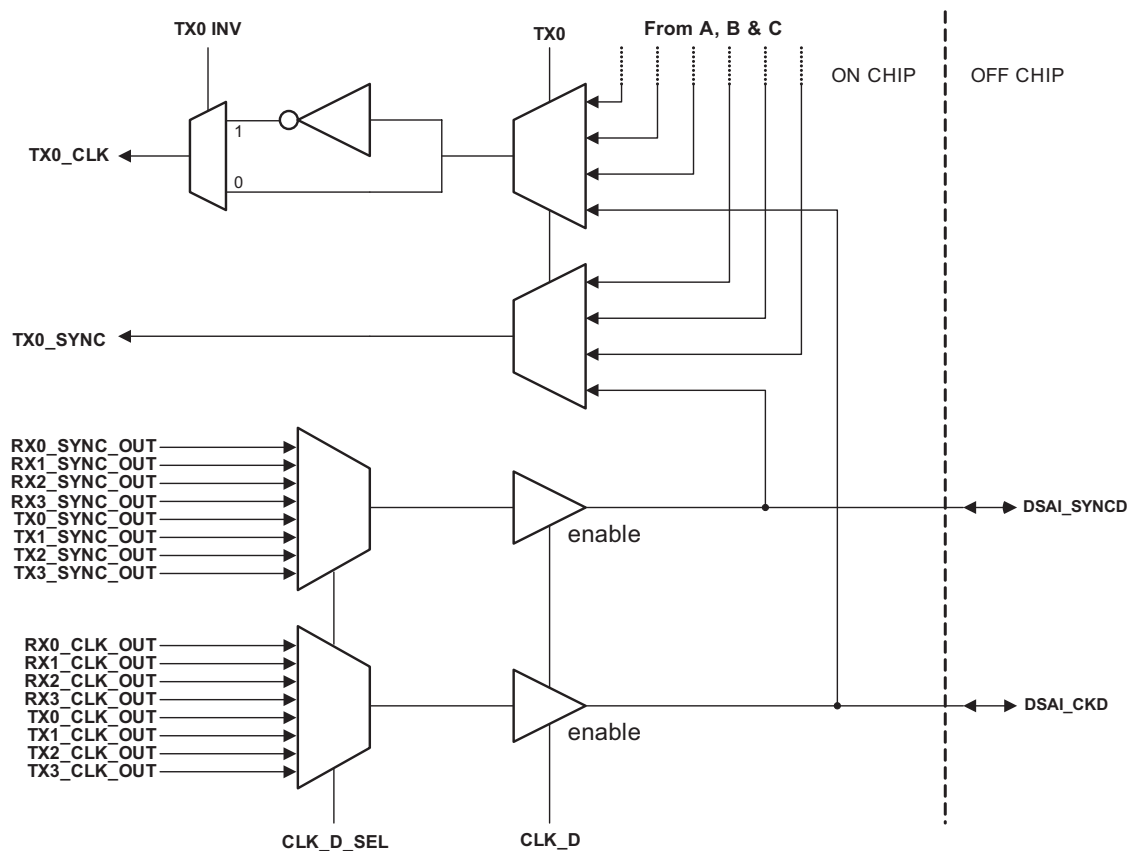 TX0 INV
TX0
From A, B & C
ON CHIP
OFF CHIP
1
TX0_CLK
0
TX0_SYNC
RX0_SYNC_OUT
RX1_SYNC_OUT
RX2_SYNC_OUT
RX3_SYNC_OUT
TX0_SYNC_OUT
TX1_SYNC_OUT
TX2_SYNC_OUT
TX3_SYNC_OUT
enable
DSAI_SYNCD
RX0_CLK_OUT
RX1_CLK_OUT
RX2_CLK_OUT
RX3_CLK_OUT
TX0_CLK_OUT
TX1_CLK_OUT
TX2_CLK_OUT
TX3_CLK_OUT
enable
DSAI_CKD
CLK_D_SEL
CLK_D